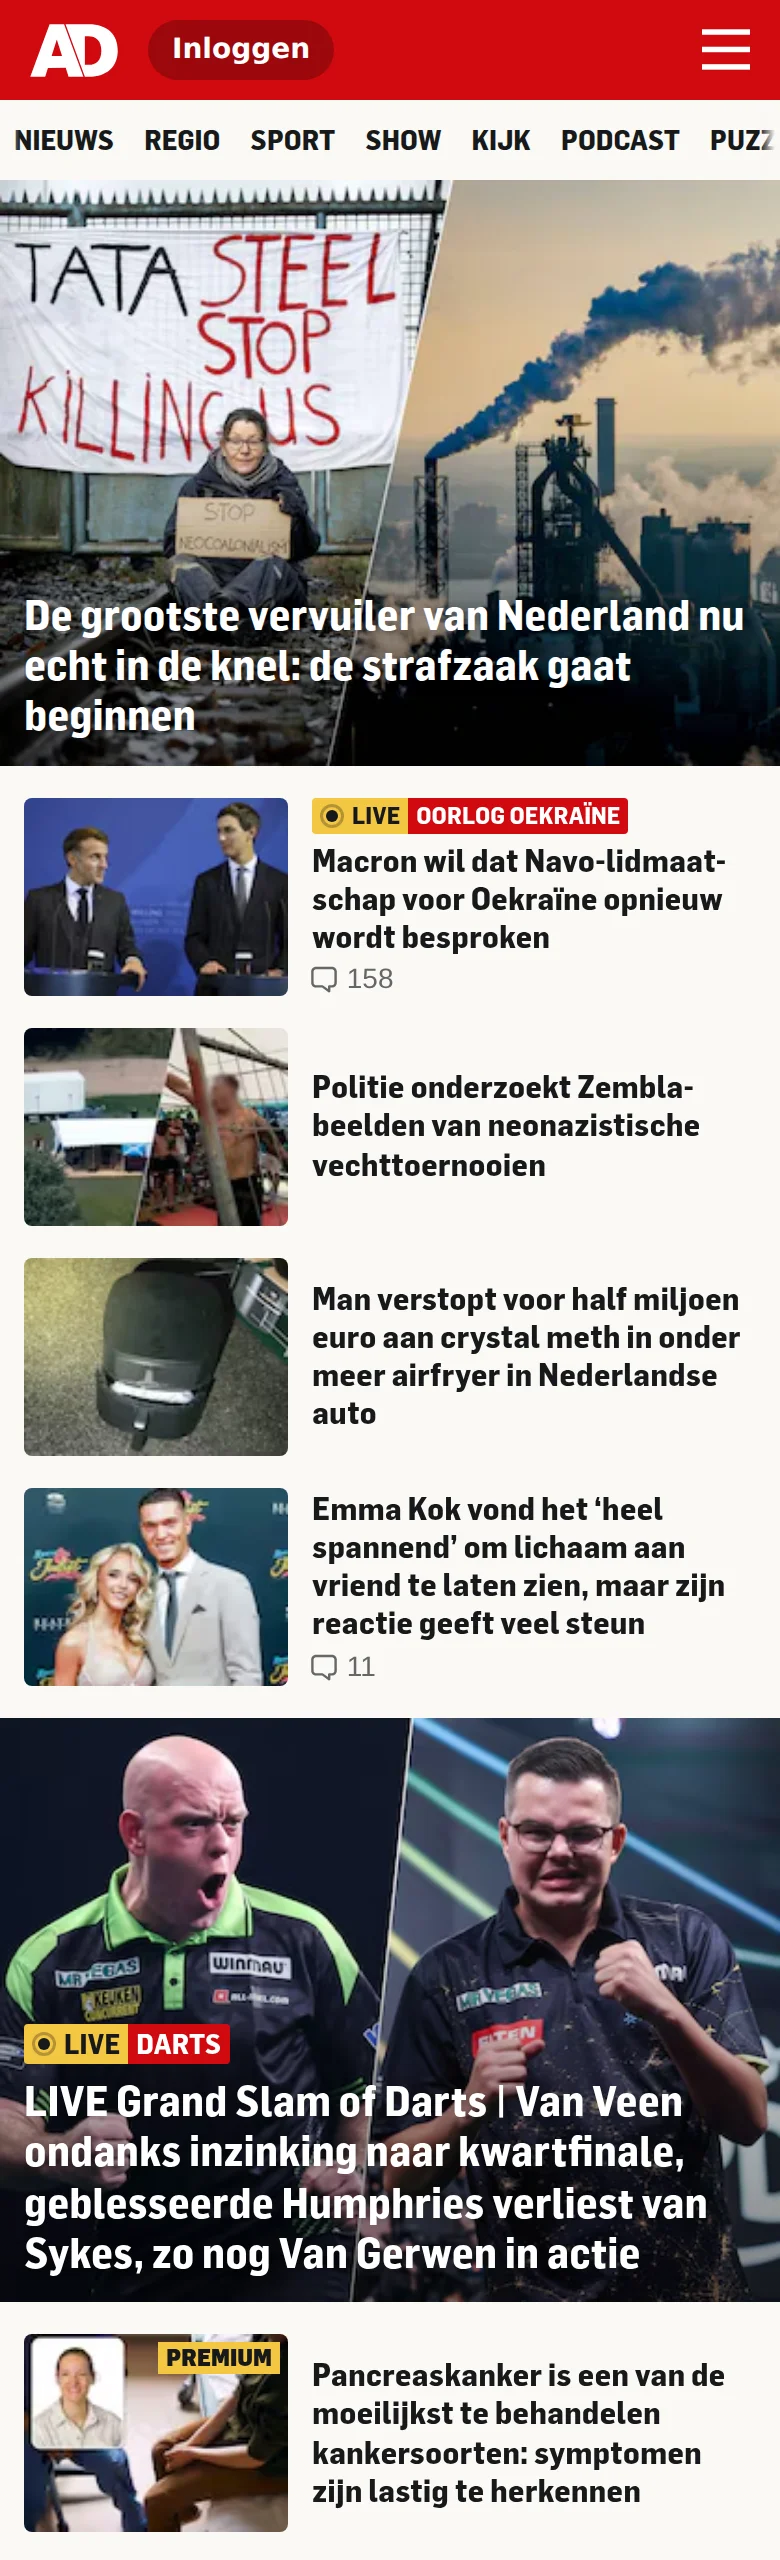 AD
Inloggen
NIEUWS REGIO SPORT SHOW KIJK PODCAST PUZZ
TATA STEEL
STOP
KILLING US
STOP
NEOCOALONIALISM
De grootste vervuiler van Nederland nu
echt in de knel: de strafzaak gaat
beginnen
LIVE OORLOG OEKRAÏNE
Macron wil dat Navo-lidmaat-
schap voor Oekraïne opnieuw
wordt besproken
158
Politie onderzoekt Zembla-
beelden van neonazistische
vechttoernooien
Man verstopt voor half miljoen
euro aan crystal meth in onder
meer airfryer in Nederlandse
auto
Emma Kok vond het ‘heel
spannend’ om lichaam aan
vriend te laten zien, maar zijn
reactie geeft veel steun
11
MR VEGAS
WINMAU
KEUKEN
CONCURRENT
MR VEGAS
LIVE DARTS
LIVE Grand Slam of Darts | Van Veen
ondanks inzinking naar kwartfinale,
geblesseerde Humphries verliest van
Sykes, zo nog Van Gerwen in actie
PREMIUM
Pancreaskanker is een van de
moeilijkst te behandelen
kankersoorten: symptomen
zijn lastig te herkennen